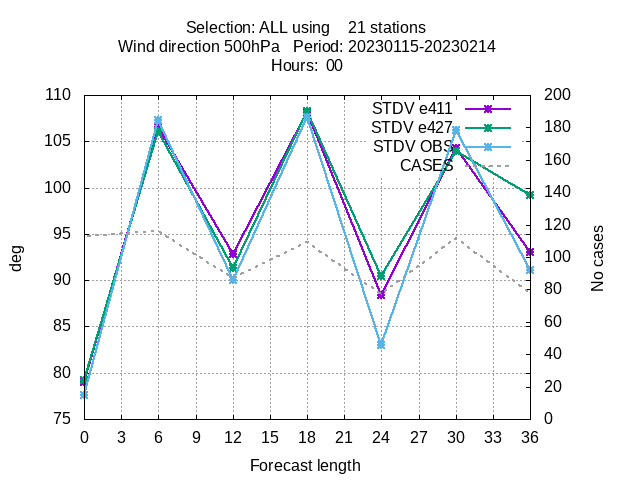 Selection: ALL using 21 stations
Wind direction 500hPa Period: 20230115-20230214
Hours: 00
110 200
STDV e411
105 180
STDV e427
STDV OBS
160
CASES
100
140
95 120
deg
No cases
100
90
80
85
60
80 40
20
75 0
0 3 6 9 12 15 18 21 24 27 30 33 36
Forecast length